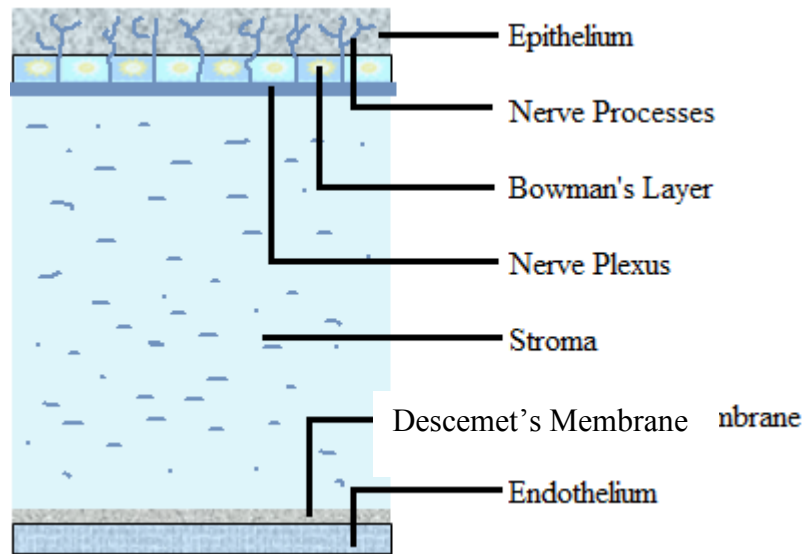 Epithelium
Nerve Processes
Bowman's Layer
Nerve Plexus
Stroma
Descemet’s Membrane nbrane
Endothelium